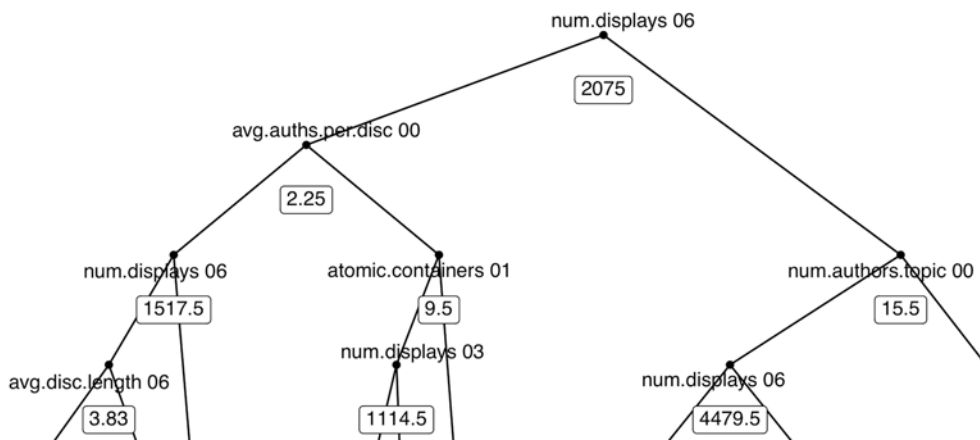 num.displays 06
2075
avg.auths.per.disc 00
2.25
num.displays 06
atomic.containers 01
num.authors.topic 00
1517.5
9.5
15.5
num.displays 03
avg.disc.length 06
num.displays 06
3.83
1114.5
4479.5